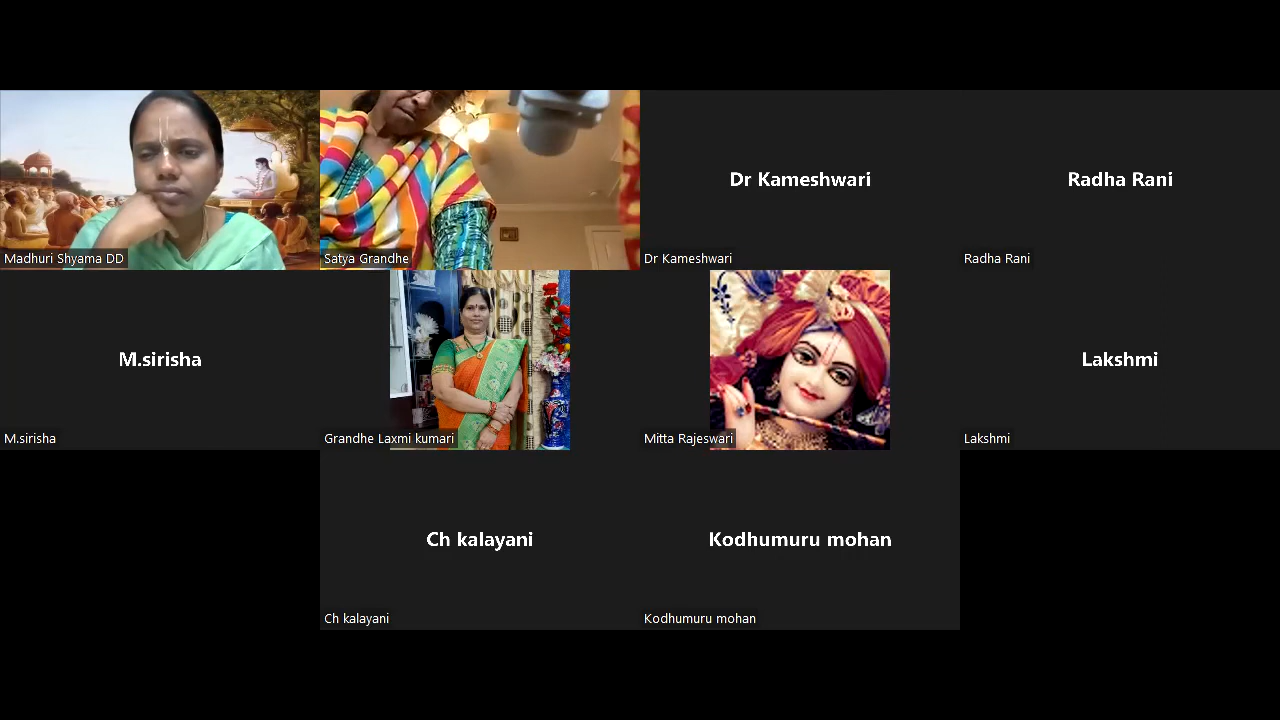 Madhuri Shyama DD
Satya Grandhe
Dr Kameshwari
Dr Kameshwari
Radha Rani
Radha Rani
M.sirisha
M.sirisha
Grandhe Laxmi kumari
Mitta Rajeswari
Lakshmi
Lakshmi
Ch kalayani
Ch kalayani
Kodhumuru mohan
Kodhumuru mohan